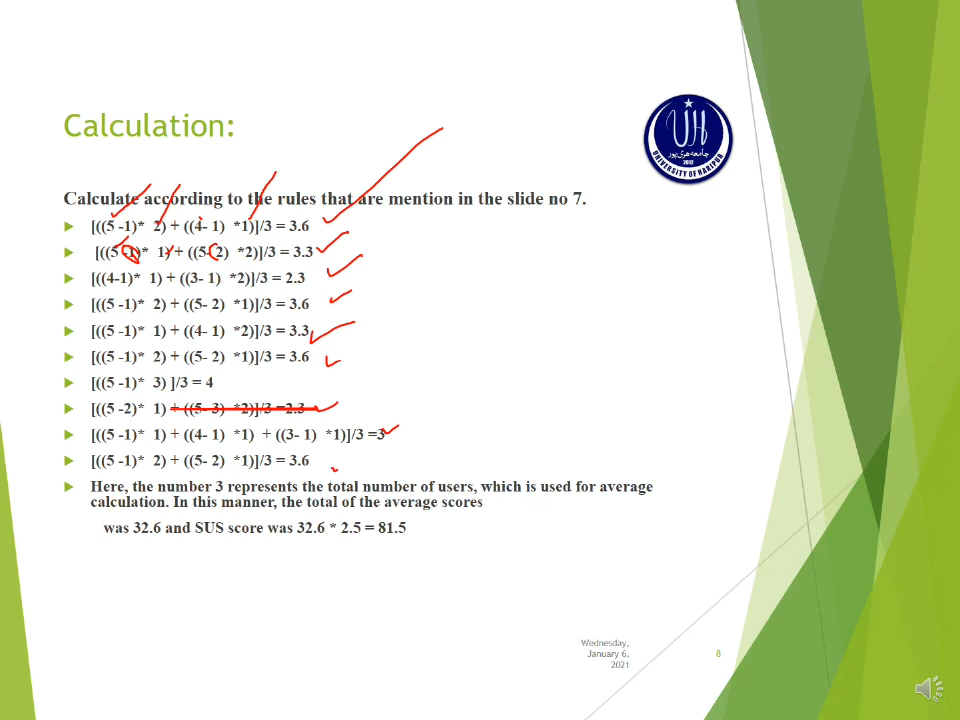 Calculation:
جامعه هری پور
2012
UNIVERSITY OF HARIPUR
Calculate according to the rules that are mention in the slide no 7.
[((5 -1)* 2) + ((4- 1) *1)]/3 = 3.6
[((5 -1)* 1) + ((5- 2) *2)]/3 = 3.3
[((4-1)* 1) + ((3- 1) *2)]/3 = 2.3
[((5 -1)* 2) + ((5- 2) *1)]/3 = 3.6
[((5 -1)* 1) + ((4- 1) *2)]/3 = 3.3
[((5 -1)* 2) + ((5- 2) *1)]/3 = 3.6
[((5 -1)* 3) ]/3 = 4
[((5 -2)* 1) + ((5- 3) *2)]/3 =2.3
[((5 -1)* 1) + ((4- 1) *1) + ((3- 1) *1)]/3 =3
[((5 -1)* 2) + ((5- 2) *1)]/3 = 3.6
Here, the number 3 represents the total number of users, which is used for average
calculation. In this manner, the total of the average scores
was 32.6 and SUS score was 32.6 * 2.5 = 81.5
Wednesday,
January 6,
2021
8